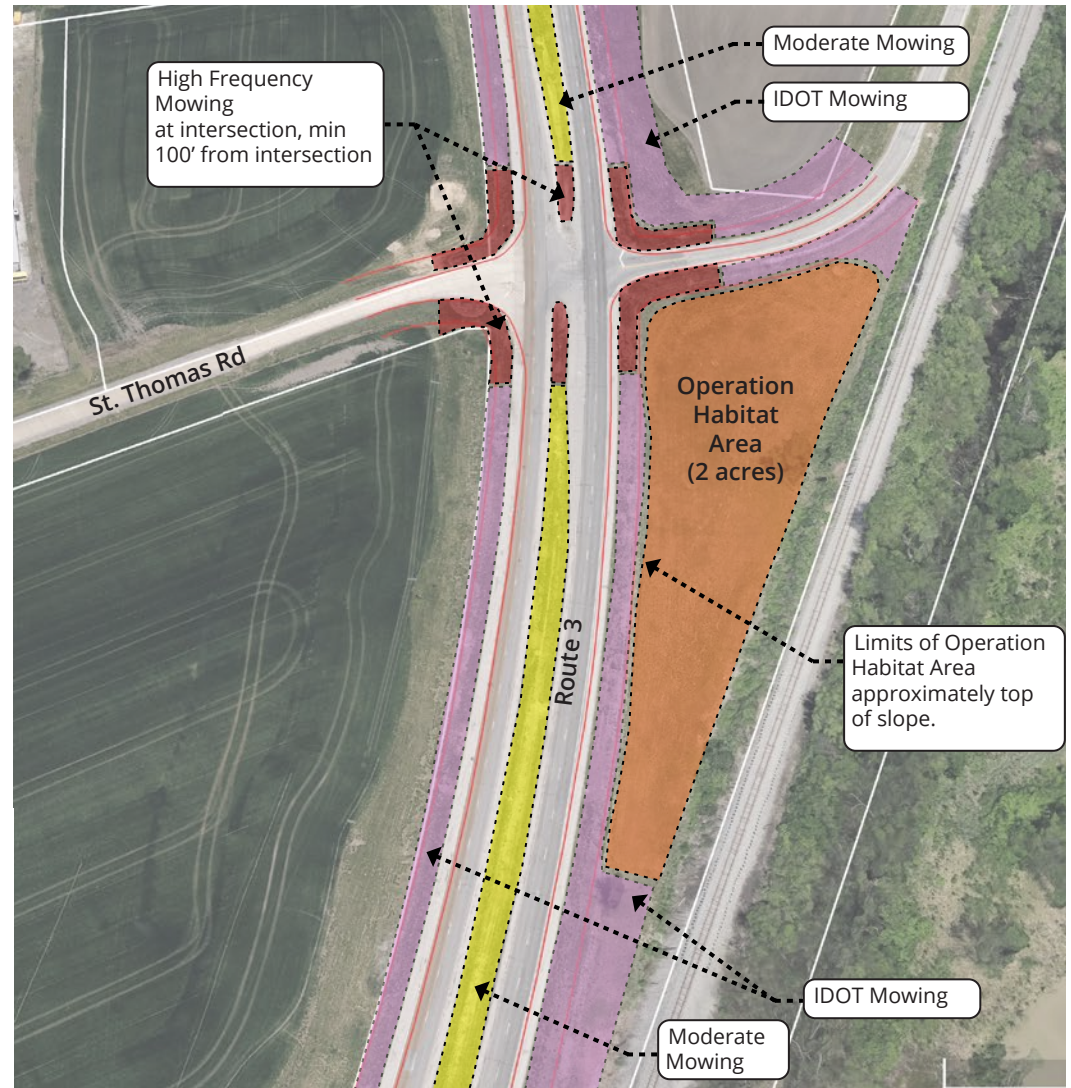 Moderate Mowing
High Frequency
Mowing
at intersection, min
100' from intersection
IDOT Mowing
St. Thomas Rd
Operation
Habitat
Area
(2 acres)
Route 3
Limits of Operation
Habitat Area
approximately top
of slope.
IDOT Mowing
Moderate
Mowing